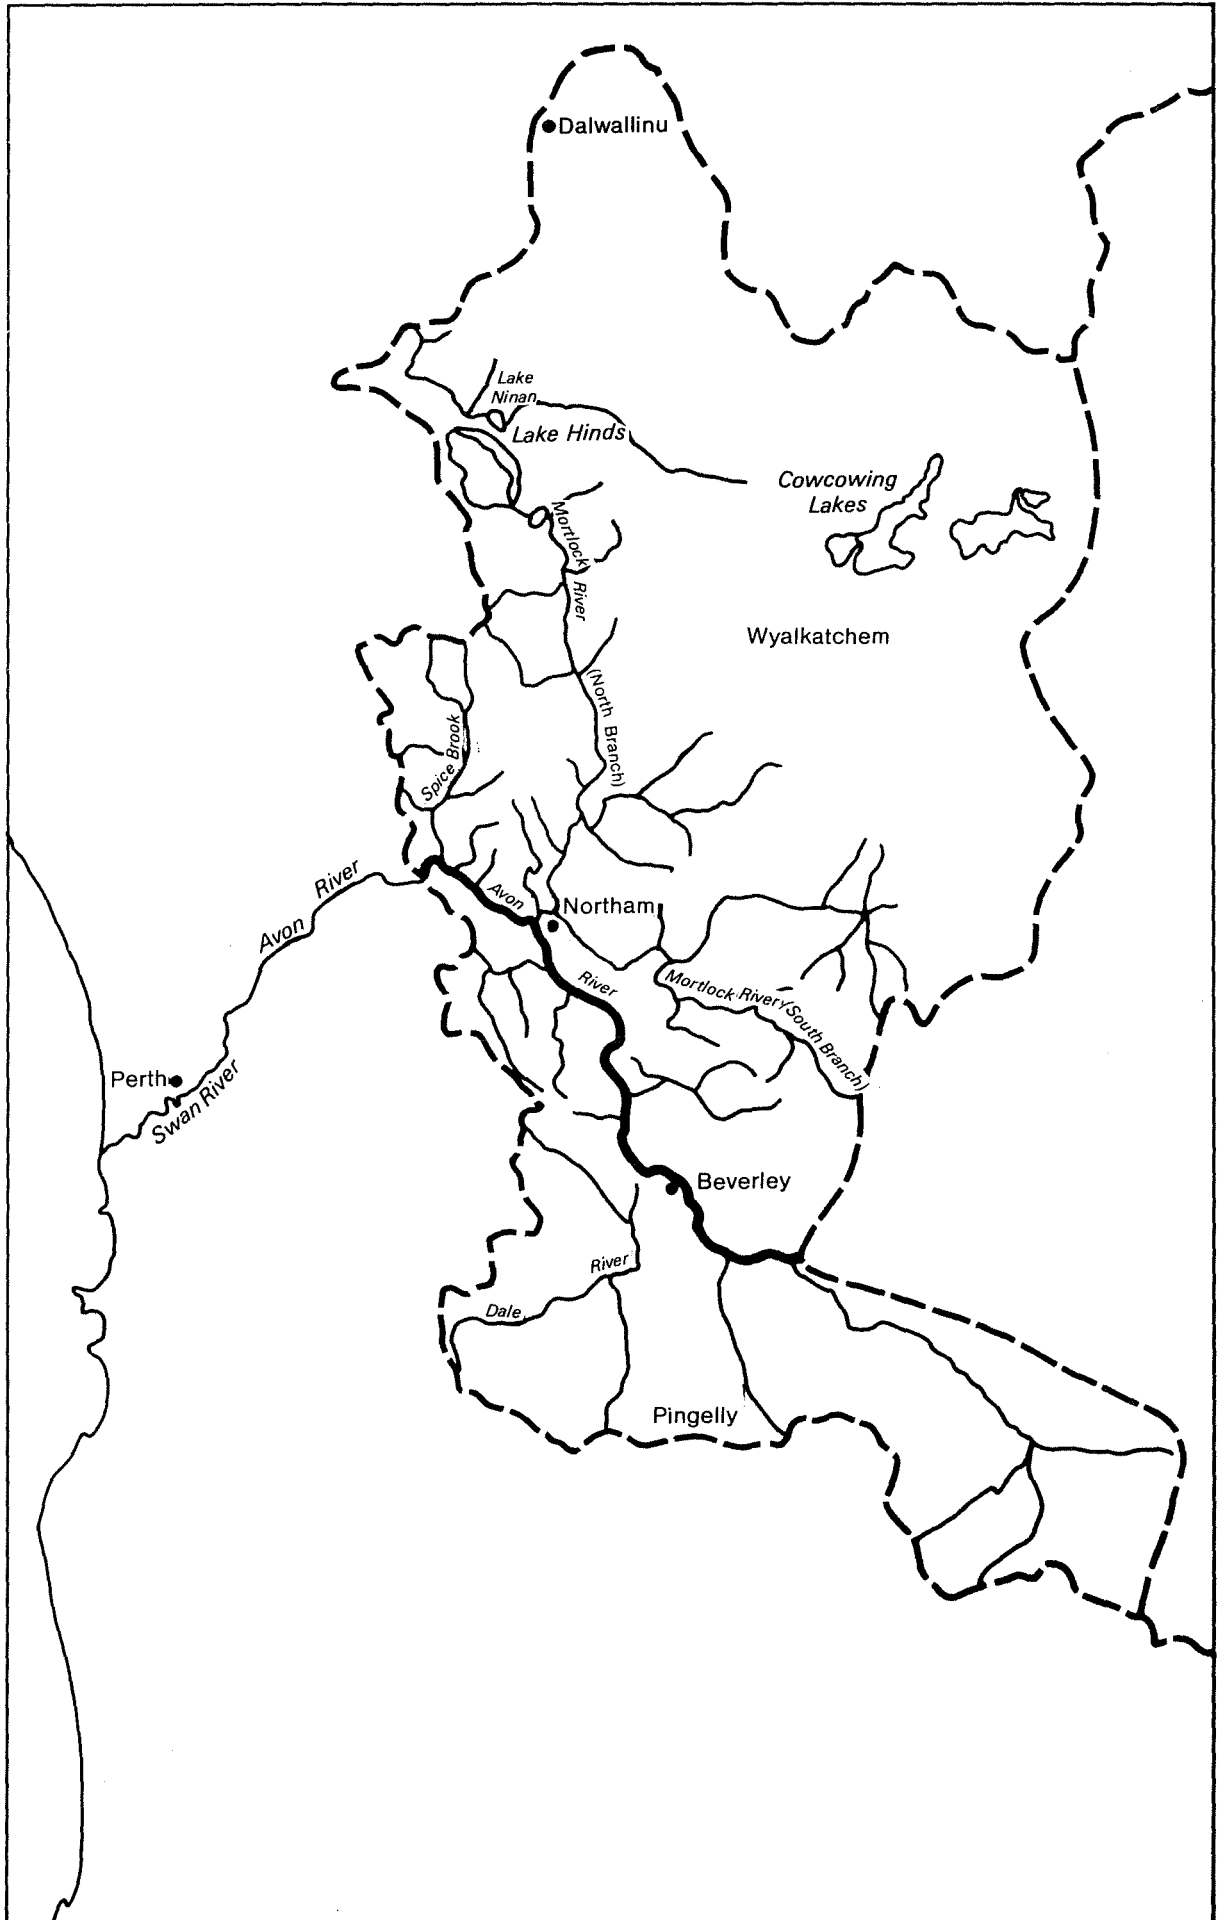 Dalwallinu
Lake
Ninan
Lake Hinds
Cowcowing
Lakes
Mortlock
River
Wyalkatchem
(North Branch)
Spice Brook
Avon River
Avon
Northam
River
Mortlock River (South Branch)
Perth
Swan River
Beverley
River
Dale
Pingelly